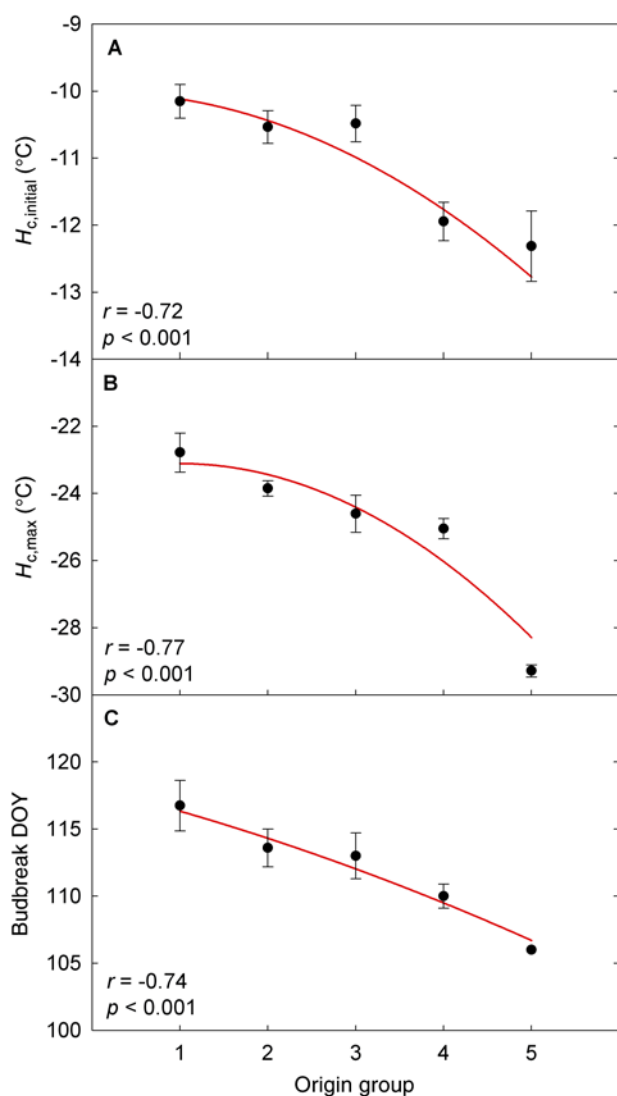 -9
A
-10
-11
-12
-13
-14
H_c,initial (°C)
r = -0.72
p < 0.001
B
-22
-24
-26
-28
-30
H_c,max (°C)
r = -0.77
p < 0.001
C
120
115
110
105
100
Budbreak DOY
r = -0.74
p < 0.001
1 2 3 4 5
Origin group